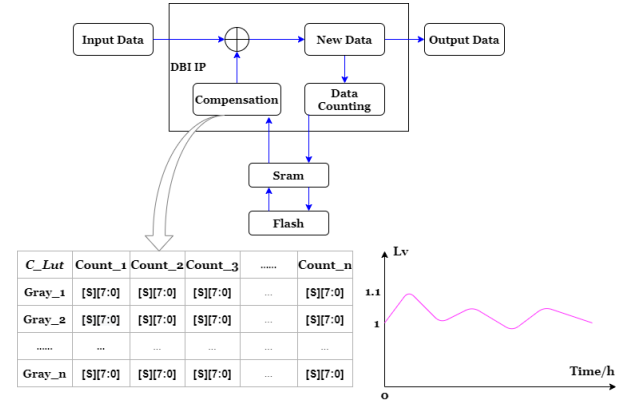 Input Data
New Data
Output Data
DBI IP
Compensation
Data
Counting
Sram
Flash
C_Lut Count_1 Count_2 Count_3 ...... Count_n
Gray_1 [S][7:0] [S][7:0] [S][7:0] ... [S][7:0]
Gray_2 [S][7:0] [S][7:0] [S][7:0] ... [S][7:0]
...... ... ... ... ... ...
Gray_n [S][7:0] [S][7:0] [S][7:0] ... [S][7:0]
Lv
1.1
1
Time/h
0